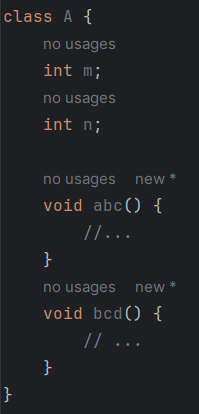 class A {
no usages
int m;
no usages
int n;
no usages new *
void abc() {
//...
}
no usages new *
void bcd() {
// ...
}
}